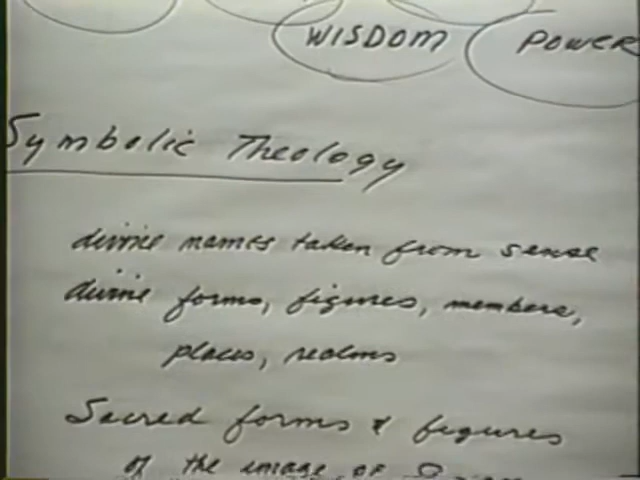 WISDOM POWER
Symbolic Theology
divine names taken from sense
divine forms, figures, members,
places, realms
Sacred forms & figures
of the image of